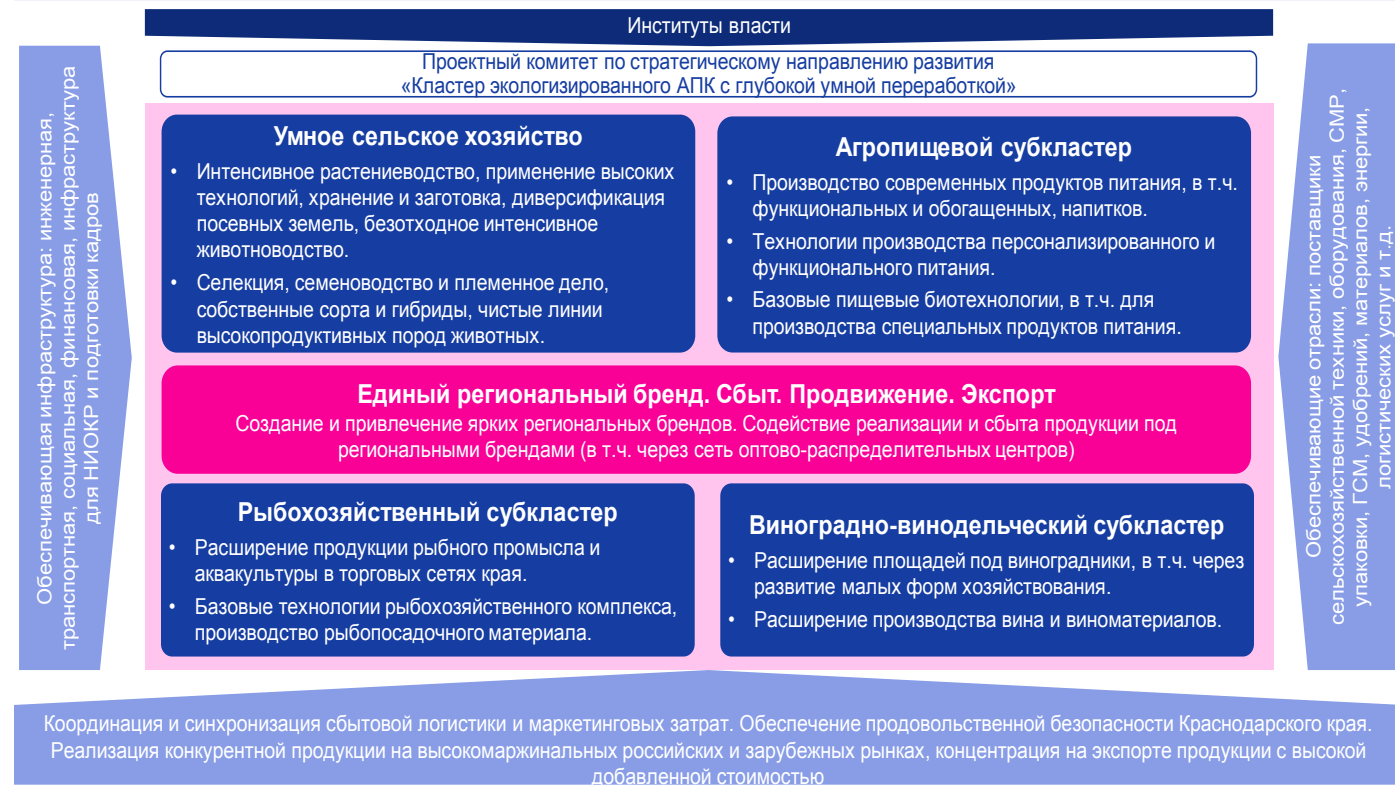 Институты власти
Проектный комитет по стратегическому направлению развития
«Кластер экологизированного АПК с глубокой умной переработкой»
Обеспечивающая инфраструктура: инженерная,
транспортная, социальная, финансовая, инфраструктура
для НИОКР и подготовки кадров
Умное сельское хозяйство
• Интенсивное растениеводство, применение высоких
технологий, хранение и заготовка, диверсификация
посевных земель, безотходное интенсивное
животноводство.
• Селекция, семеноводство и племенное дело,
собственные сорта и гибриды, чистые линии
высокопродуктивных пород животных.
Агропищевой субкластер
• Производство современных продуктов питания, в т.ч.
функциональных и обогащенных, напитков.
• Технологии производства персонализированного и
функционального питания.
• Базовые пищевые биотехнологии, в т.ч. для
производства специальных продуктов питания.
Единый региональный бренд. Сбыт. Продвижение. Экспорт
Создание и привлечение ярких региональных брендов. Содействие реализации и сбыта продукции под
региональными брендами (в т.ч. через сеть оптово-распределительных центров)
Рыбохозяйственный субкластер
• Расширение продукции рыбного промысла и
аквакультуры в торговых сетях края.
• Базовые технологии рыбохозяйственного комплекса,
производство рыбопосадочного материала.
Виноградно-винодельческий субкластер
• Расширение площадей под виноградники, в т.ч. через
развитие малых форм хозяйствования.
• Расширение производства вина и виноматериалов.
Обеспечивающие отрасли: поставщики
сельскохозяйственной техники, оборудования, СМР,
упаковки, ГСМ, удобрений, материалов, энергии,
логистических услуг и т.д.
Координация и синхронизация сбытовой логистики и маркетинговых затрат. Обеспечение продовольственной безопасности Краснодарского края.
Реализация конкурентной продукции на высокомаржинальных российских и зарубежных рынках, концентрация на экспорте продукции с высокой
добавленной стоимостью